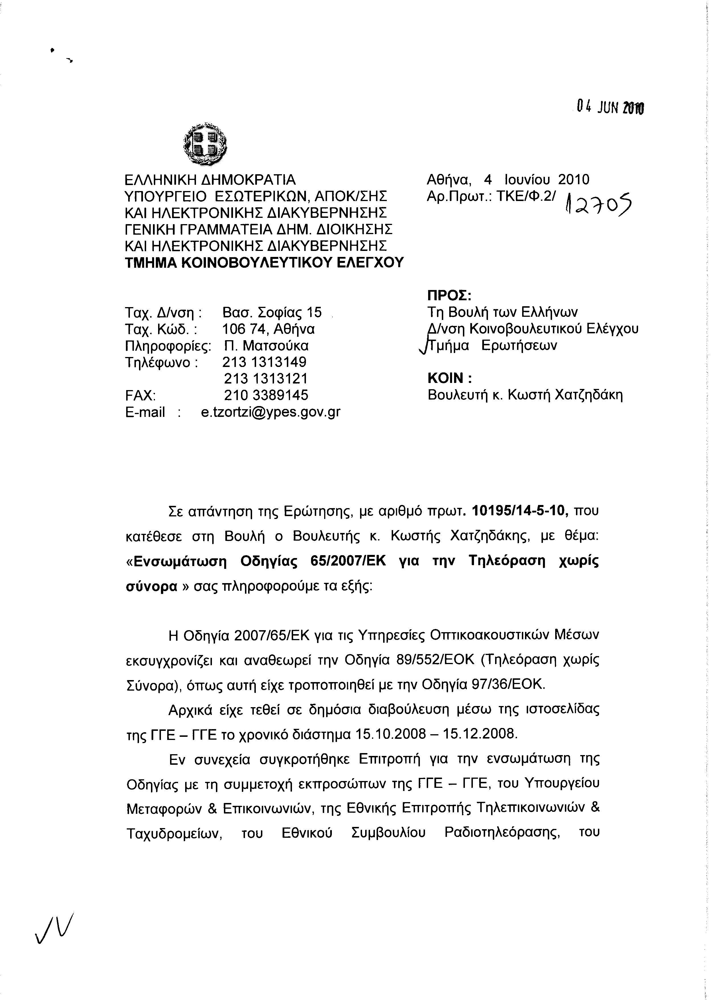 04 JUN 2010
ΕΛΛΗΝΙΚΗ ΔΗΜΟΚΡΑΤΙΑ
ΥΠΟΥΡΓΕΙΟ ΕΣΩΤΕΡΙΚΩΝ, ΑΠΟΚ/ΣΗΣ
ΚΑΙ ΗΛΕΚΤΡΟΝΙΚΗΣ ΔΙΑΚΥΒΕΡΝΗΣΗΣ
ΓΕΝΙΚΗ ΓΡΑΜΜΑΤΕΙΑ ΔΗΜ. ΔΙΟΙΚΗΣΗΣ
ΚΑΙ ΗΛΕΚΤΡΟΝΙΚΗΣ ΔΙΑΚΥΒΕΡΝΗΣΗΣ
ΤΜΗΜΑ ΚΟΙΝΟΒΟΥΛΕΥΤΙΚΟΥ ΕΛΕΓΧΟΥ
Αθήνα, 4 Ιουνίου 2010
Αρ.Πρωτ.: ΤΚΕ/Φ.2/ 12705
Ταχ. Δ/νση : Βασ. Σοφίας 15
Ταχ. Κώδ. : 106 74, Αθήνα
Πληροφορίες: Π. Ματσούκα
Τηλέφωνο : 213 1313149
213 1313121
FAX: 210 3389145
E-mail : e.tzortzi@ypes.gov.gr
ΠΡΟΣ:
Τη Βουλή των Ελλήνων
Δ/νση Κοινοβουλευτικού Ελέγχου
Τμήμα Ερωτήσεων
ΚΟΙΝ :
Βουλευτή κ. Κωστή Χατζηδάκη
Σε απάντηση της Ερώτησης, με αριθμό πρωτ. 10195/14-5-10, που
κατέθεσε στη Βουλή ο Βουλευτής κ. Κωστής Χατζηδάκης, με θέμα:
«Ενσωμάτωση Οδηγίας 65/2007/ΕΚ για την Τηλεόραση χωρίς
σύνορα » σας πληροφορούμε τα εξής:
Η Οδηγία 2007/65/ΕΚ για τις Υπηρεσίες Οπτικοακουστικών Μέσων
εκσυγχρονίζει και αναθεωρεί την Οδηγία 89/552/ΕΟΚ (Τηλεόραση χωρίς
Σύνορα), όπως αυτή είχε τροποποιηθεί με την Οδηγία 97/36/ΕΟΚ.
Αρχικά είχε τεθεί σε δημόσια διαβούλευση μέσω της ιστοσελίδας
της ΓΓΕ – ΓΓΕ το χρονικό διάστημα 15.10.2008 – 15.12.2008.
Εν συνεχεία συγκροτήθηκε Επιτροπή για την ενσωμάτωση της
Οδηγίας με τη συμμετοχή εκπροσώπων της ΓΓΕ – ΓΓΕ, του Υπουργείου
Μεταφορών & Επικοινωνιών, της Εθνικής Επιτροπής Τηλεπικοινωνιών &
Ταχυδρομείων, του Εθνικού Συμβουλίου Ραδιοτηλεόρασης, του